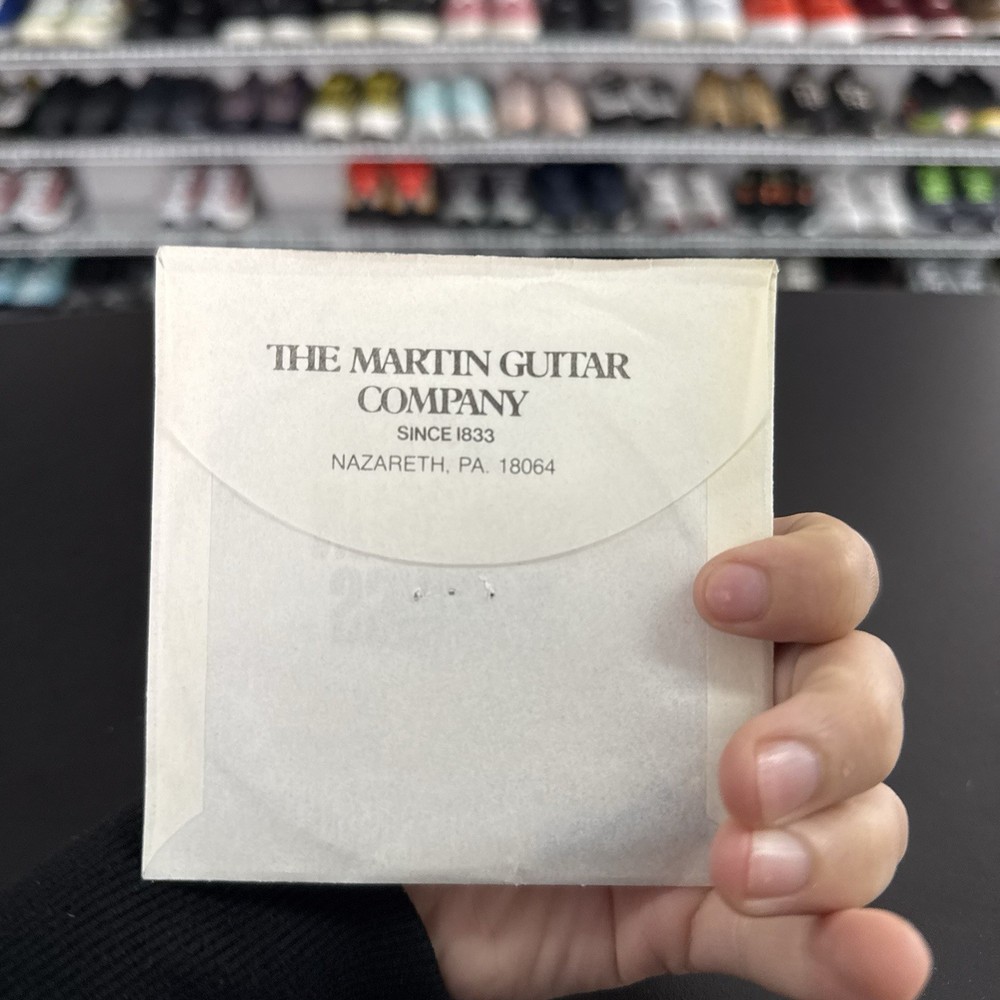 THE MARTIN GUITAR
COMPANY
SINCE 1833
NAZARETH, PA. 18064